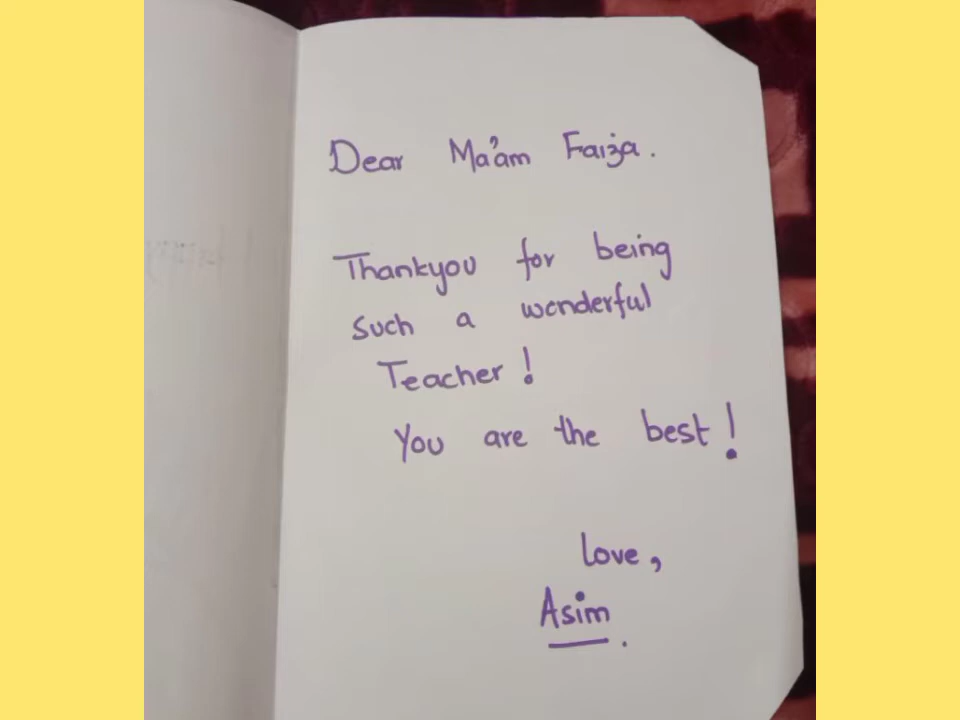 Dear Ma'am Faiza.
Thankyou for being
such a wonderful
Teacher!
You are the best!
love,
Asim.